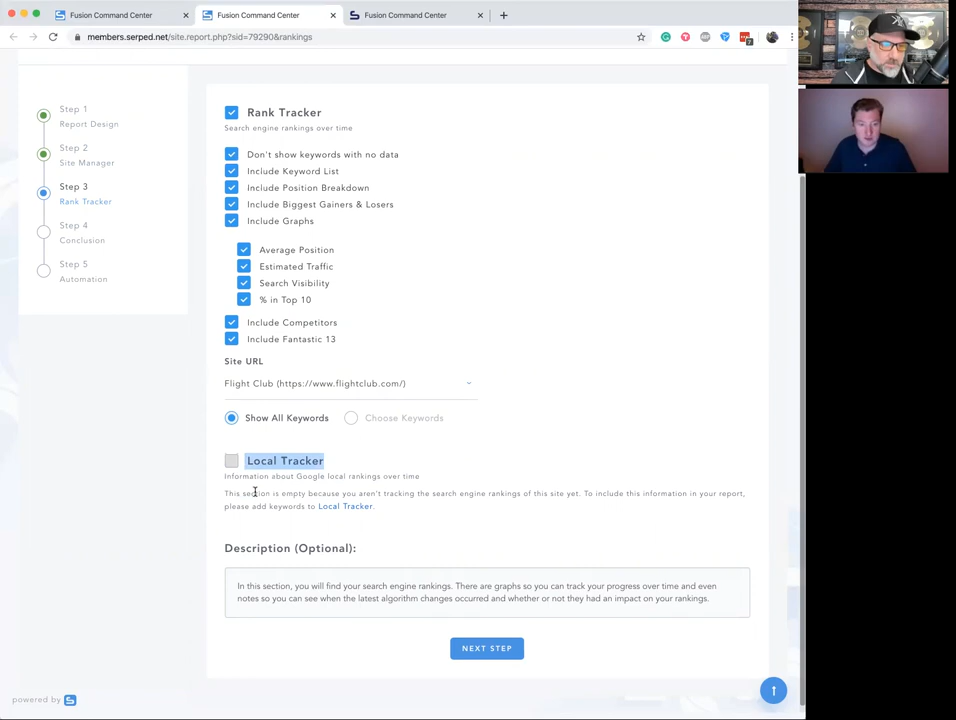 Fusion Command Center
Fusion Command Center
Fusion Command Center
members.serped.net/site.report.php?sid=79290&rankings
7
Step 1
Report Design
Step 2
Site Manager
Step 3
Rank Tracker
Step 4
Conclusion
Step 5
Automation
Rank Tracker
Search engine rankings over time
Don't show keywords with no data
Include Keyword List
Include Position Breakdown
Include Biggest Gainers & Losers
Include Graphs
Average Position
Estimated Traffic
Search Visibility
% in Top 10
Include Competitors
Include Fantastic 13
Site URL
Flight Club (https://www.flightclub.com/)
Show All Keywords Choose Keywords
Local Tracker
Information about Google local rankings over time
This section is empty because you aren't tracking the search engine rankings of this site yet. To include this information in your report,
please add keywords to Local Tracker.
Description (Optional):
In this section, you will find your search engine rankings. There are graphs so you can track your progress over time and even
notes so you can see when the latest algorithm changes occurred and whether or not they had an impact on your rankings.
NEXT STEP
powered by